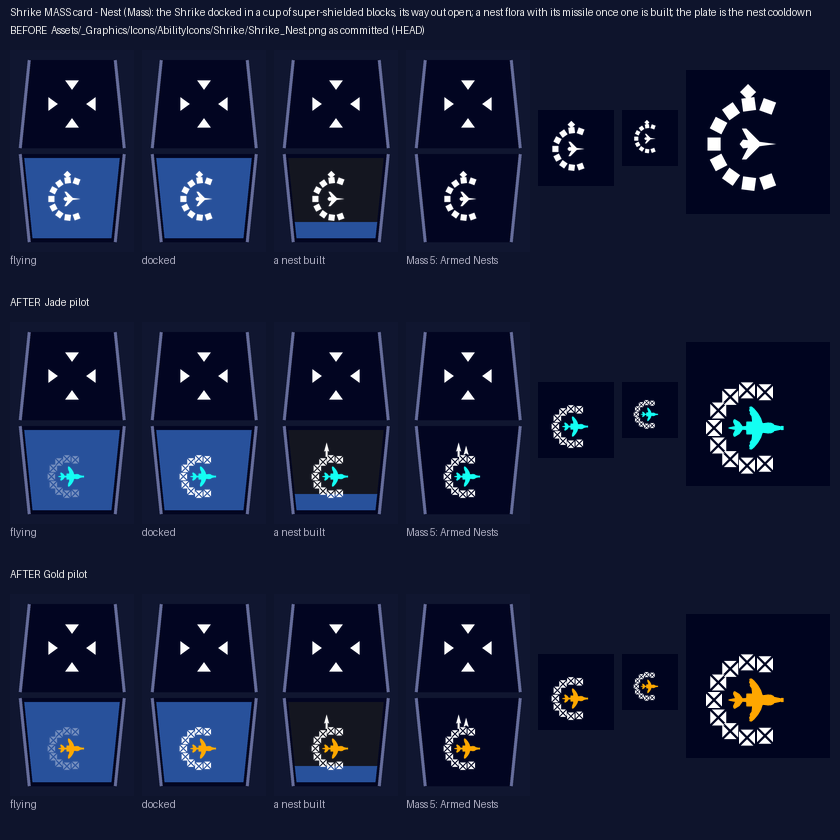 Shrike MASS card - Nest (Mass): the Shrike docked in a cup of super-shielded blocks, its way out open; a nest flora with its missile once one is built; the plate is the nest cooldown
BEFORE Assets/_Graphics/Icons/AbilityIcons/Shrike/Shrike_Nest.png as committed (HEAD)
flying docked a nest built Mass 5: Armed Nests
AFTER Jade pilot
flying docked a nest built Mass 5: Armed Nests
AFTER Gold pilot
flying docked a nest built Mass 5: Armed Nests